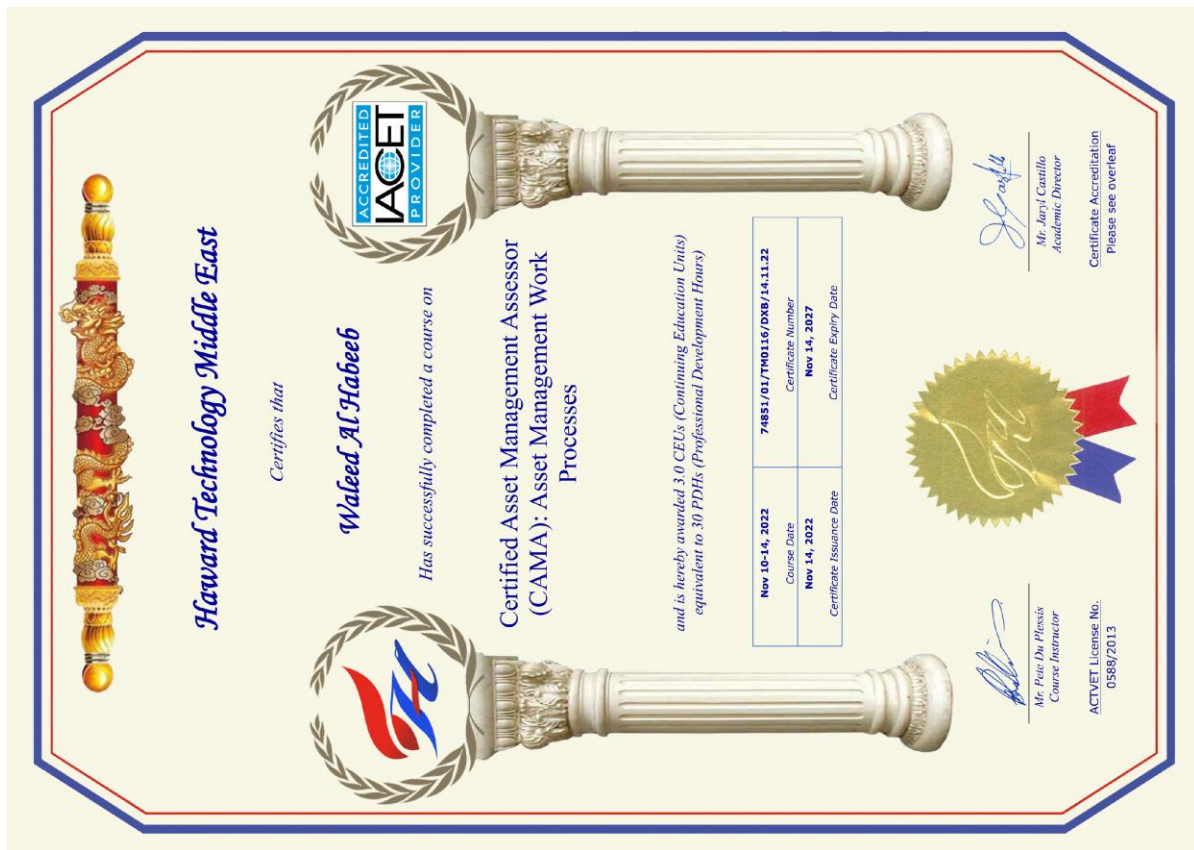 ACCREDITED
IACET
PROVIDER
Haward Technology Middle East
Certifies that
Waleed Al Habeeb
Has successfully completed a course on
Certified Asset Management Assessor
(CAMA): Asset Management Work
Processes
and is hereby awarded 3.0 CEUs (Continuing Education Units)
equivalent to 30 PDHs (Professional Development Hours)
Nov 10-14, 2022 74851/01/TM0116/DXB/14.11.22
Course Date Certificate Number
Nov 14, 2022 Nov 14, 2027
Certificate Issuance Date Certificate Expiry Date
Mr. Pete Du Plessis
Course Instructor
Mr. Jaryl Castillo
Academic Director
ACTVET License No.
0588/2013
Certificate Accreditation
Please see overleaf